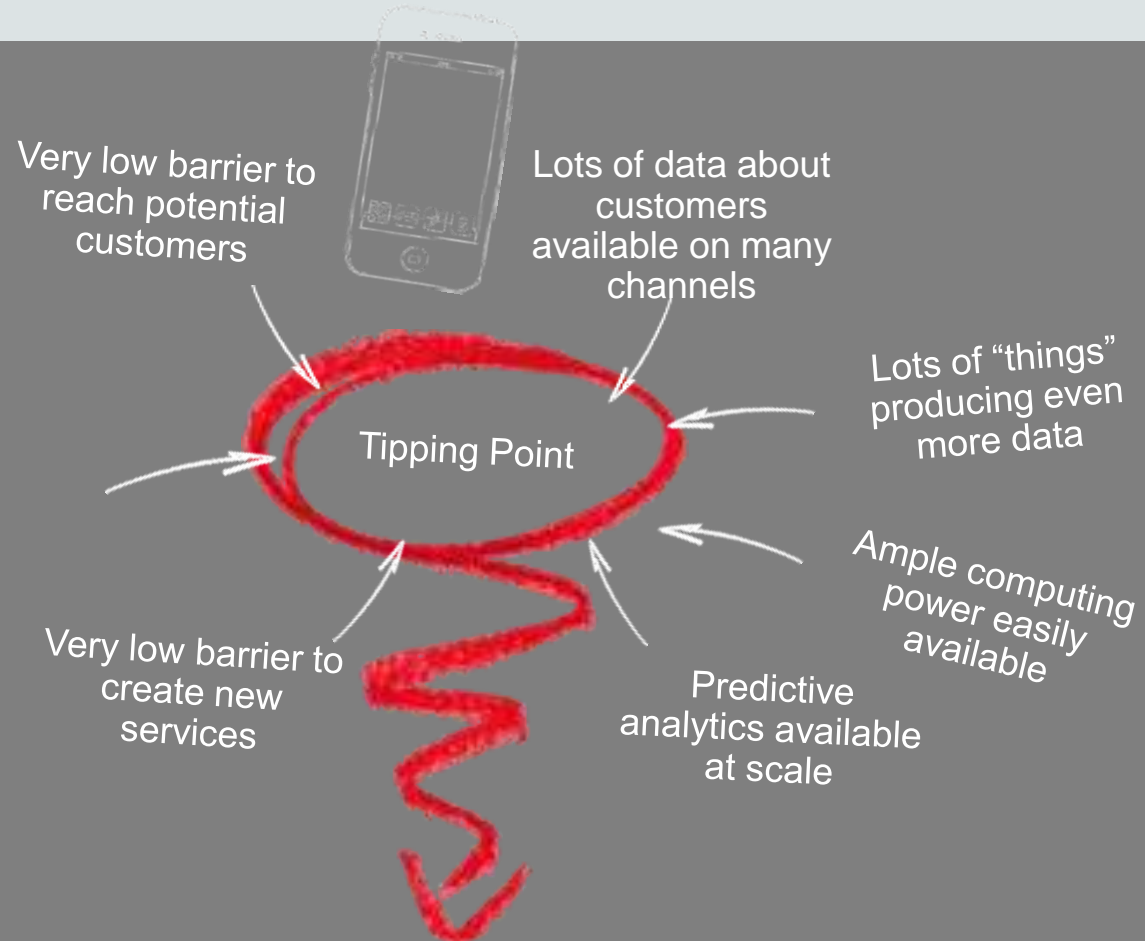 Very low barrier to
reach potential
customers
Lots of data about
customers
available on many
channels
Lots of “things”
producing even
more data
Tipping Point
Ample computing
power easily
available
Very low barrier to
create new
services
Predictive
analytics available
at scale